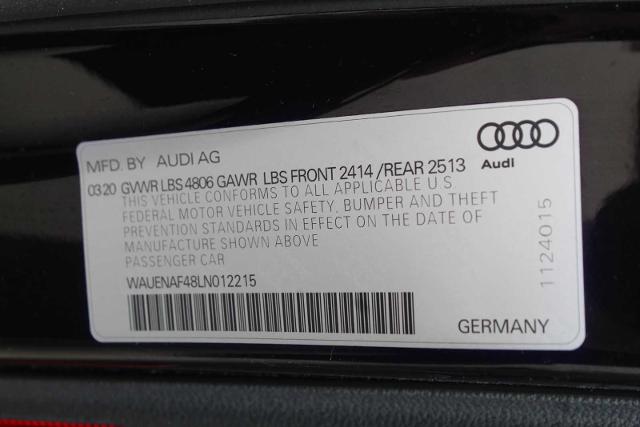 MFD. BY AUDI AG
Audi
0320 GVWR LBS 4806 GAWR LBS FRONT 2414 /REAR 2513
THIS VEHICLE CONFORMS TO ALL APPLICABLE U S
FEDERAL MOTOR VEHICLE SAFETY, BUMPER AND THEFT
PREVENTION STANDARDS IN EFFECT ON THE DATE OF
MANUFACTURE SHOWN ABOVE
PASSENGER CAR
WAUENAF48LN012215
GERMANY
1124015